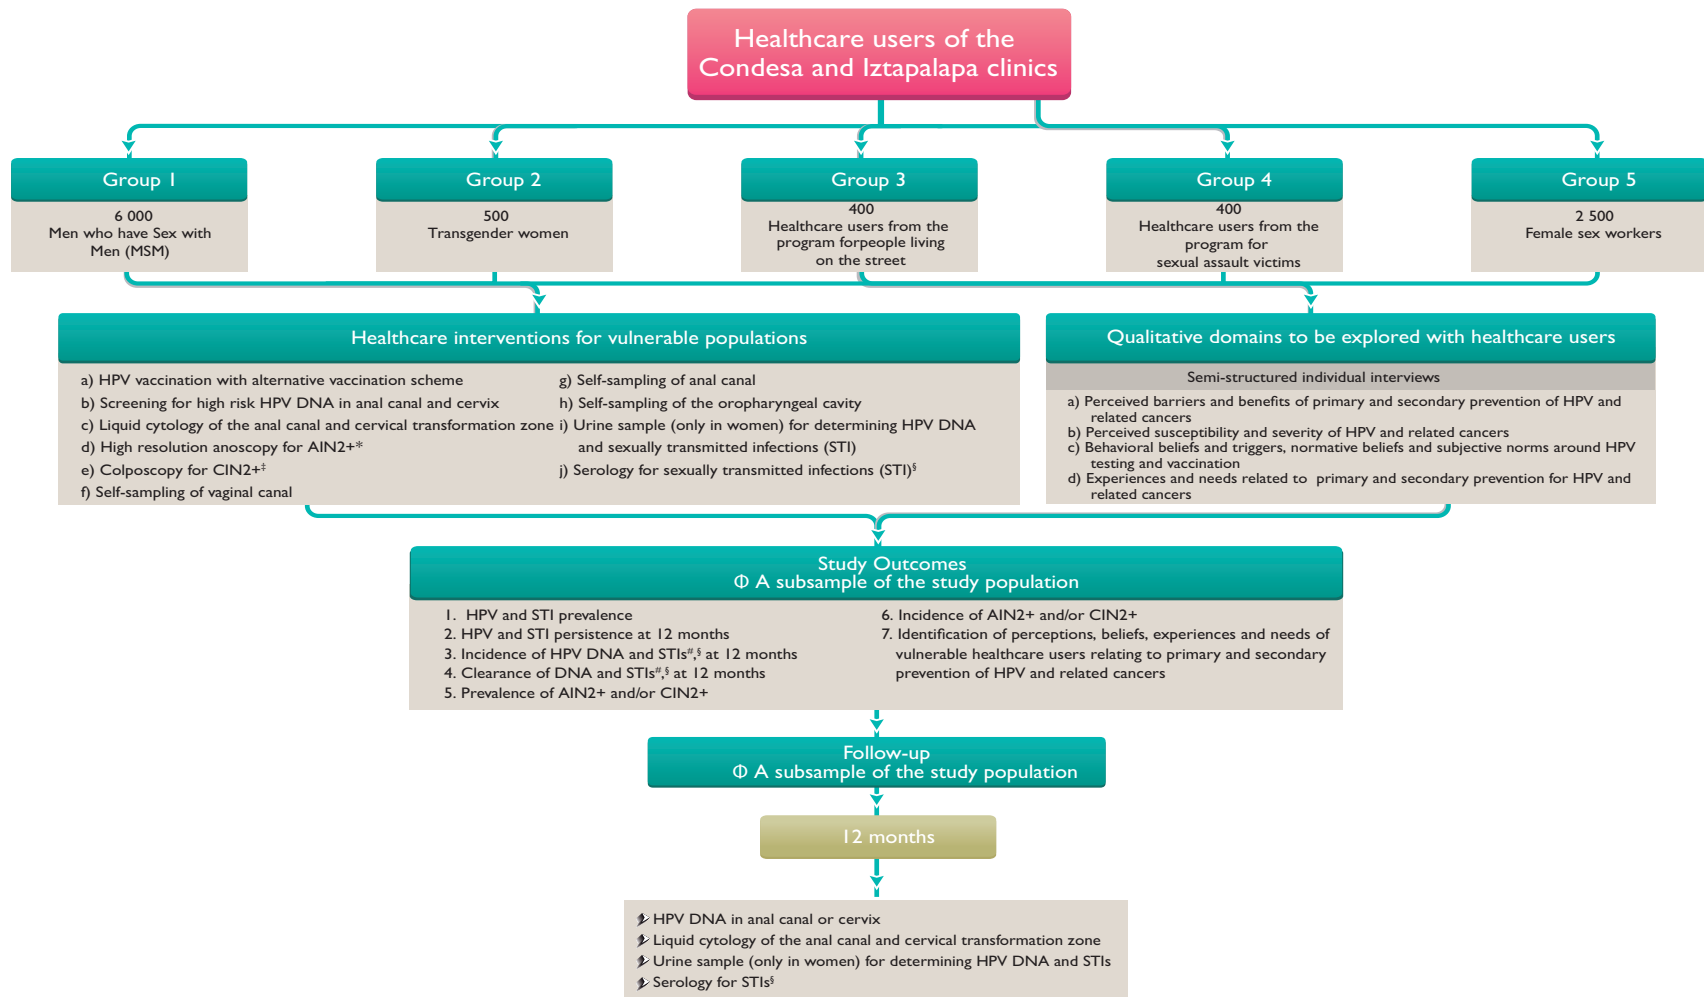 Healthcare users of the
Condesa and Iztapalapa clinics
Group 1
6 000
Men who have Sex with
Men (MSM)
Group 2
500
Transgender women
Group 3
400
Healthcare users from the
program forpeople living
on the street
Group 4
400
Healthcare users from the
program for
sexual assault victims
Group 5
2 500
Female sex workers
Healthcare interventions for vulnerable populations
a) HPV vaccination with alternative vaccination scheme
b) Screening for high risk HPV DNA in anal canal and cervix
c) Liquid cytology of the anal canal and cervical transformation zone
d) High resolution anoscopy for AIN2+*
e) Colposcopy for CIN2+‡
f) Self-sampling of vaginal canal
g) Self-sampling of anal canal
h) Self-sampling of the oropharyngeal cavity
i) Urine sample (only in women) for determining HPV DNA
and sexually transmitted infections (STI)
j) Serology for sexually transmitted infections (STI)§
Qualitative domains to be explored with healthcare users
Semi-structured individual interviews
a) Perceived barriers and benefits of primary and secondary prevention of HPV and
related cancers
b) Perceived susceptibility and severity of HPV and related cancers
c) Behavioral beliefs and triggers, normative beliefs and subjective norms around HPV
testing and vaccination
d) Experiences and needs related to primary and secondary prevention for HPV and
related cancers
Study Outcomes
Φ A subsample of the study population
1. HPV and STI prevalence
2. HPV and STI persistence at 12 months
3. Incidence of HPV DNA and STIs#,§ at 12 months
4. Clearance of DNA and STIs#,§ at 12 months
5. Prevalence of AIN2+ and/or CIN2+
6. Incidence of AIN2+ and/or CIN2+
7. Identification of perceptions, beliefs, experiences and needs of
vulnerable healthcare users relating to primary and secondary
prevention of HPV and related cancers
Follow-up
Φ A subsample of the study population
12 months
HPV DNA in anal canal or cervix
Liquid cytology of the anal canal and cervical transformation zone
Urine sample (only in women) for determining HPV DNA and STIs
Serology for STIs§